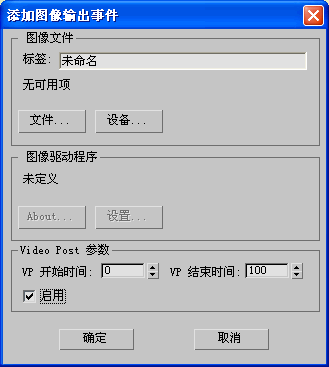 添加图像输出事件
图像文件
标签: 未命名
无可用项
文件... 设备...
图像驱动程序
未定义
About... 设置...
Video Post 参数
VP 开始时间: 0 VP 结束时间: 100
启用
确定 取消